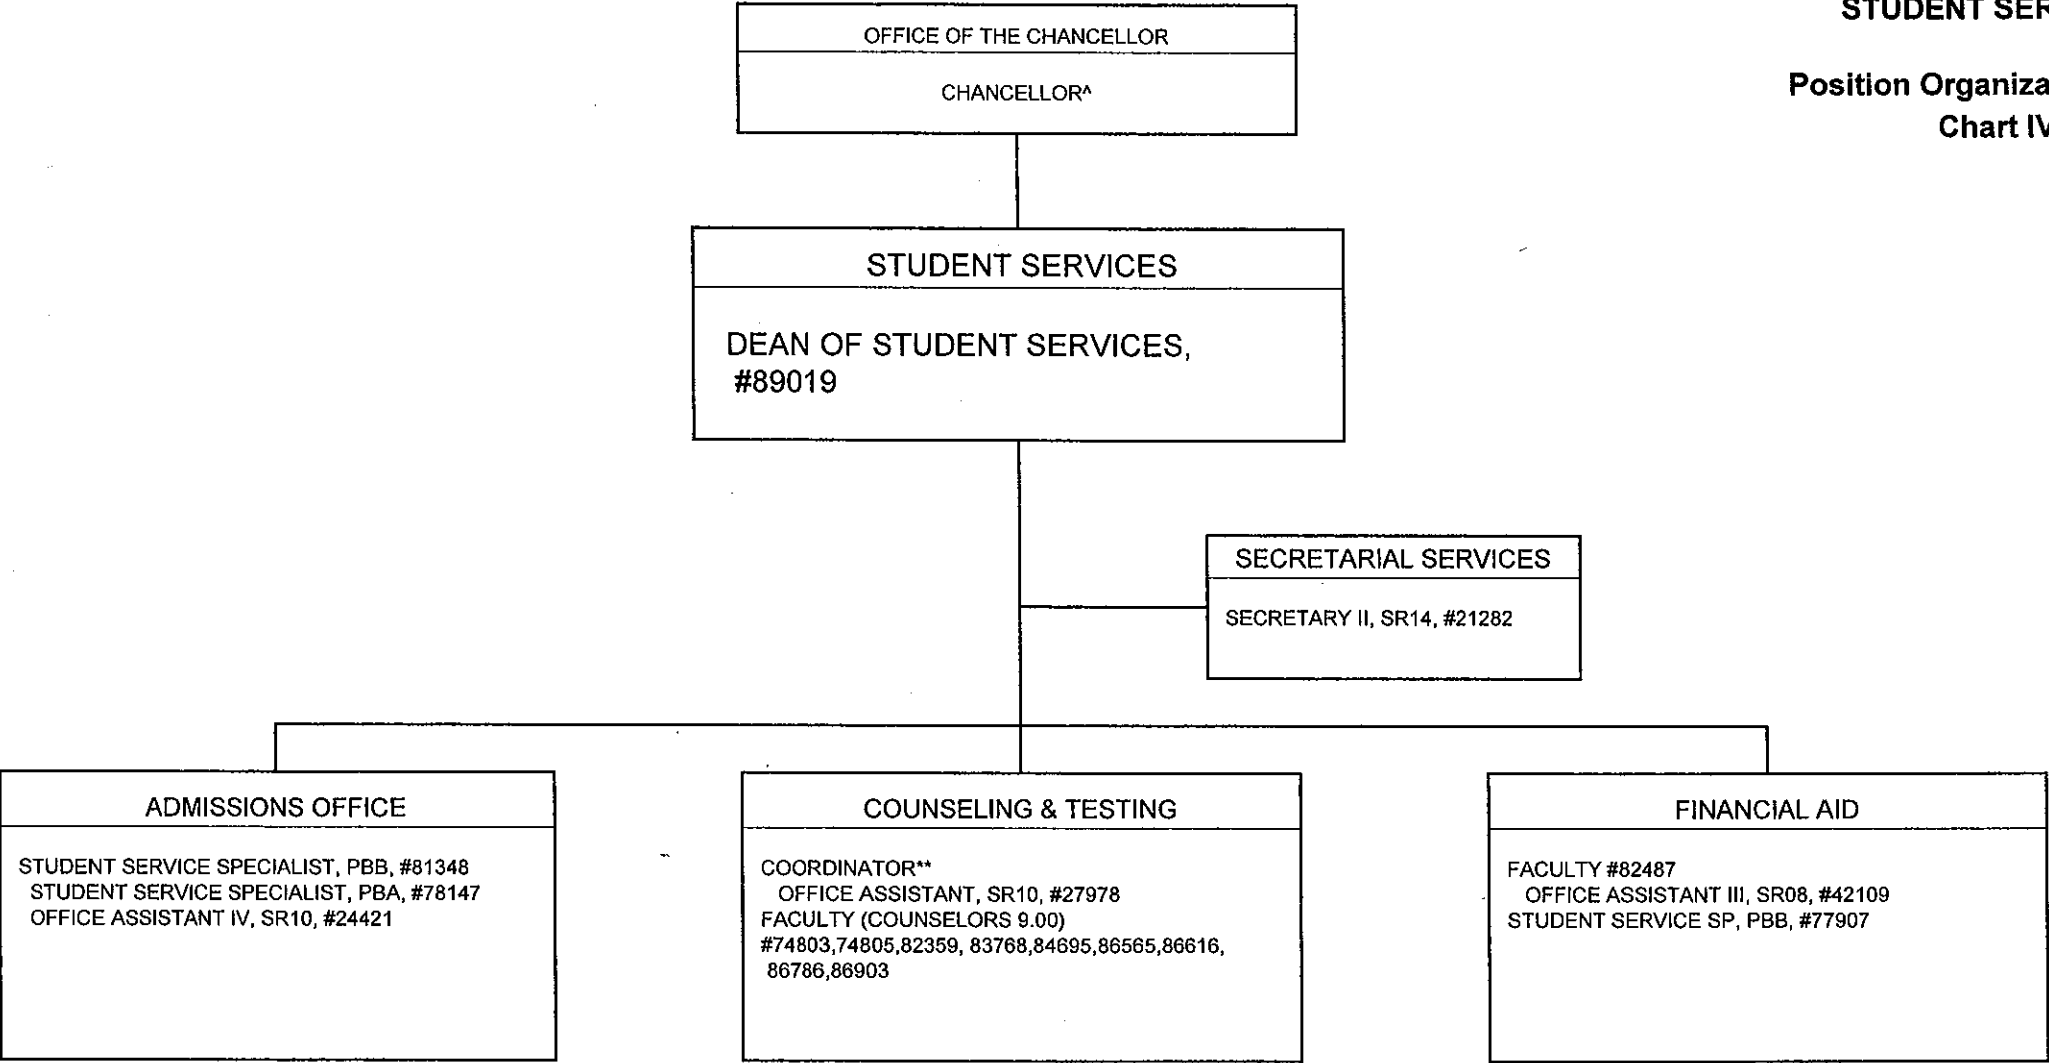 STUDENT SER
Position Organiza
Chart IV
OFFICE OF THE CHANCELLOR
CHANCELLOR^
STUDENT SERVICES
DEAN OF STUDENT SERVICES,
#89019
SECRETARIAL SERVICES
SECRETARY II, SR14, #21282
ADMISSIONS OFFICE
STUDENT SERVICE SPECIALIST, PBB, #81348
STUDENT SERVICE SPECIALIST, PBA, #78147
OFFICE ASSISTANT IV, SR10, #24421
COUNSELING & TESTING
COORDINATOR**
OFFICE ASSISTANT, SR10, #27978
FACULTY (COUNSELORS 9.00)
#74803,74805,82359, 83768,84695,86565,86616,
86786,86903
FINANCIAL AID
FACULTY #82487
OFFICE ASSISTANT III, SR08, #42109
STUDENT SERVICE SP, PBB, #77907